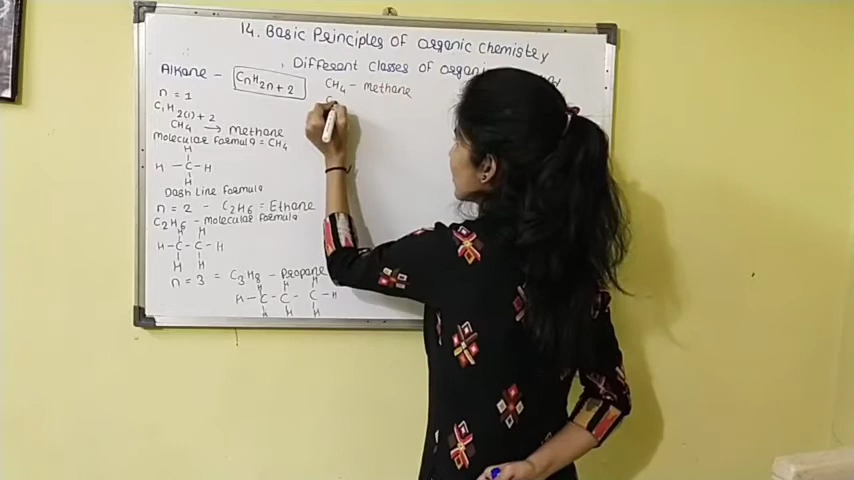 14. Basic Principles of Organic Chemistry
Different Classes of
Alkane - CnH2n+2
CH4 - Methane
C
n = 1
C1H2(1)+2
CH4 → Methane
Molecular Formula = CH4
H
H - C - H
H
Dash Line Formula
n = 2 - C2H6 = Ethane
C2H6 - Molecular Formula
H H
H - C - C - H
H H
n = 3 = C3H8 - Propane
H H H
H - C - C - C - H
H H H